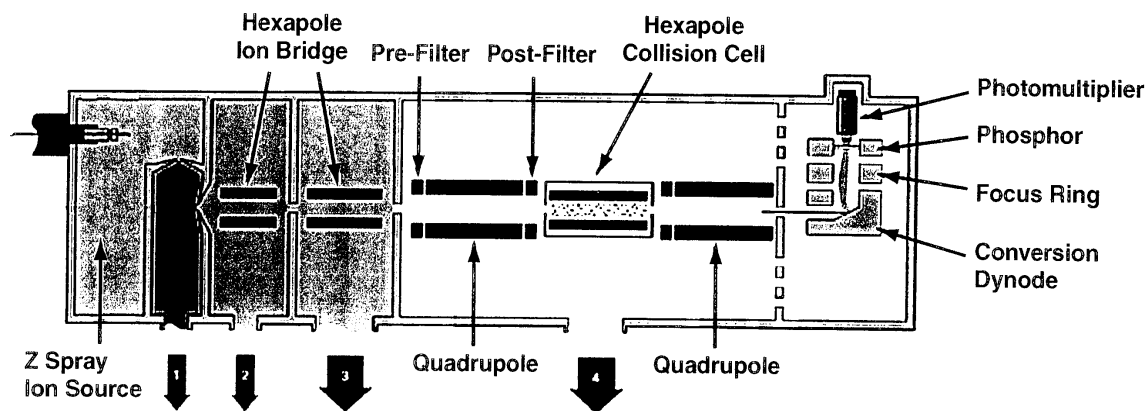 Hexapole
Ion Bridge
Pre-Filter
Post-Filter
Hexapole
Collision Cell
Photomultiplier
Phosphor
Focus Ring
Conversion
Dynode
Z Spray
Ion Source
Quadrupole
Quadrupole
1
2
3
4